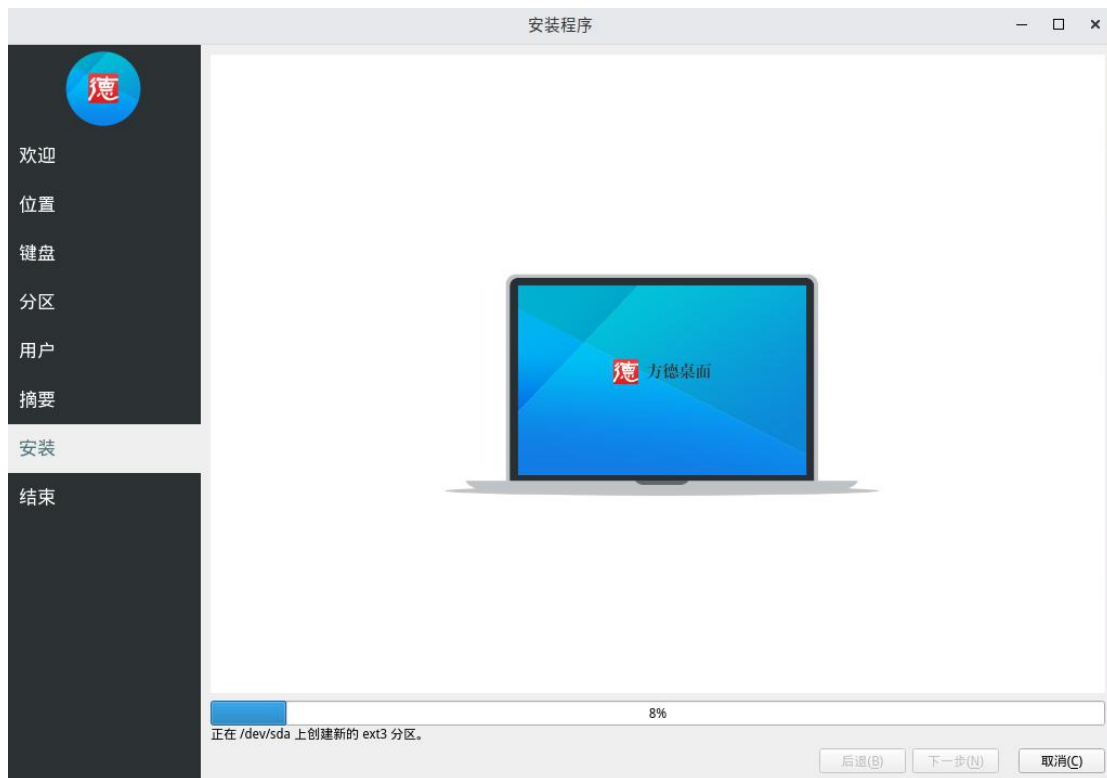 安装程序
德
欢迎
位置
键盘
分区
用户
摘要
安装
结束
德 方德桌面
8%
正在 /dev/sda 上创建新的 ext3 分区。
后退(B) 下一步(N) 取消(C)